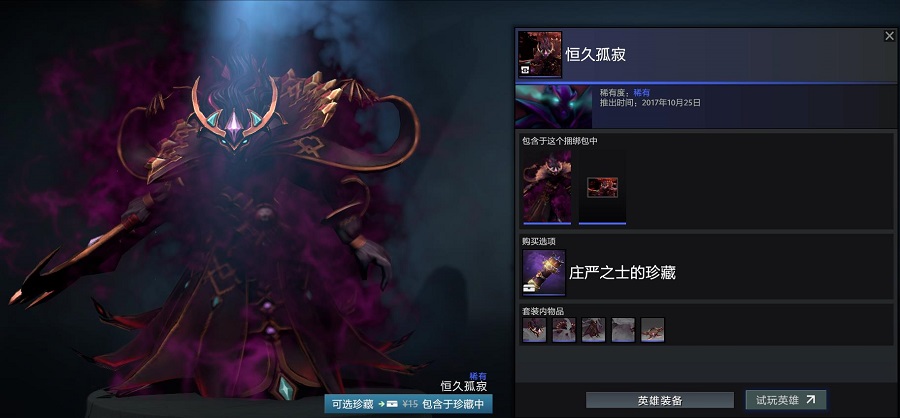 恒久孤寂
稀有度：稀有
推出时间：2017年10月25日
包含于这个捆绑包中
购买选项
庄严之士的珍藏
套装内物品
稀有
恒久孤寂
可选珍藏 ¥15 包含于珍藏中
英雄装备
试玩英雄